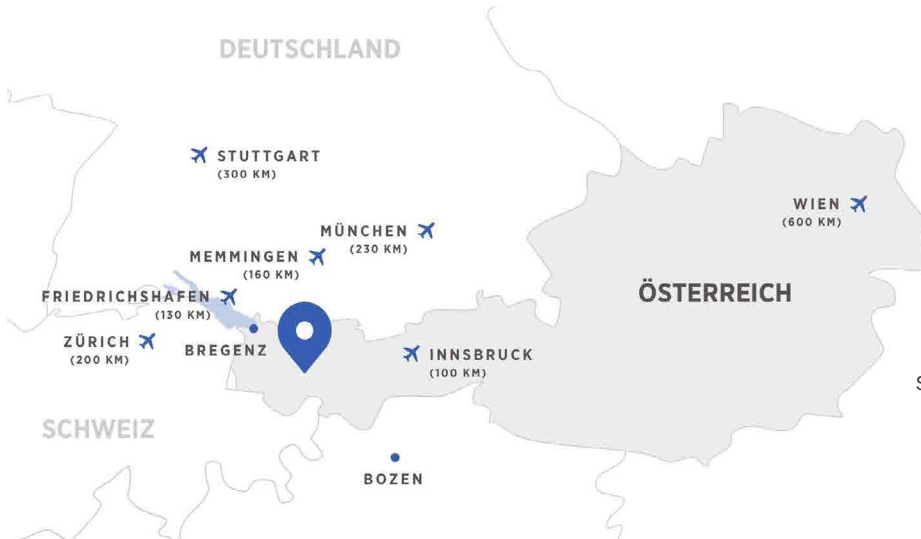 DEUTSCHLAND
STUTTGART
(300 KM)
WIEN
(600 KM)
MÜNCHEN
(230 KM)
MEMMINGEN
(160 KM)
ÖSTERREICH
FRIEDRICHSHAFEN
(130 KM)
ZÜRICH
(200 KM)
BREGENZ
INNSBRUCK
(100 KM)
S
SCHWEIZ
BOZEN